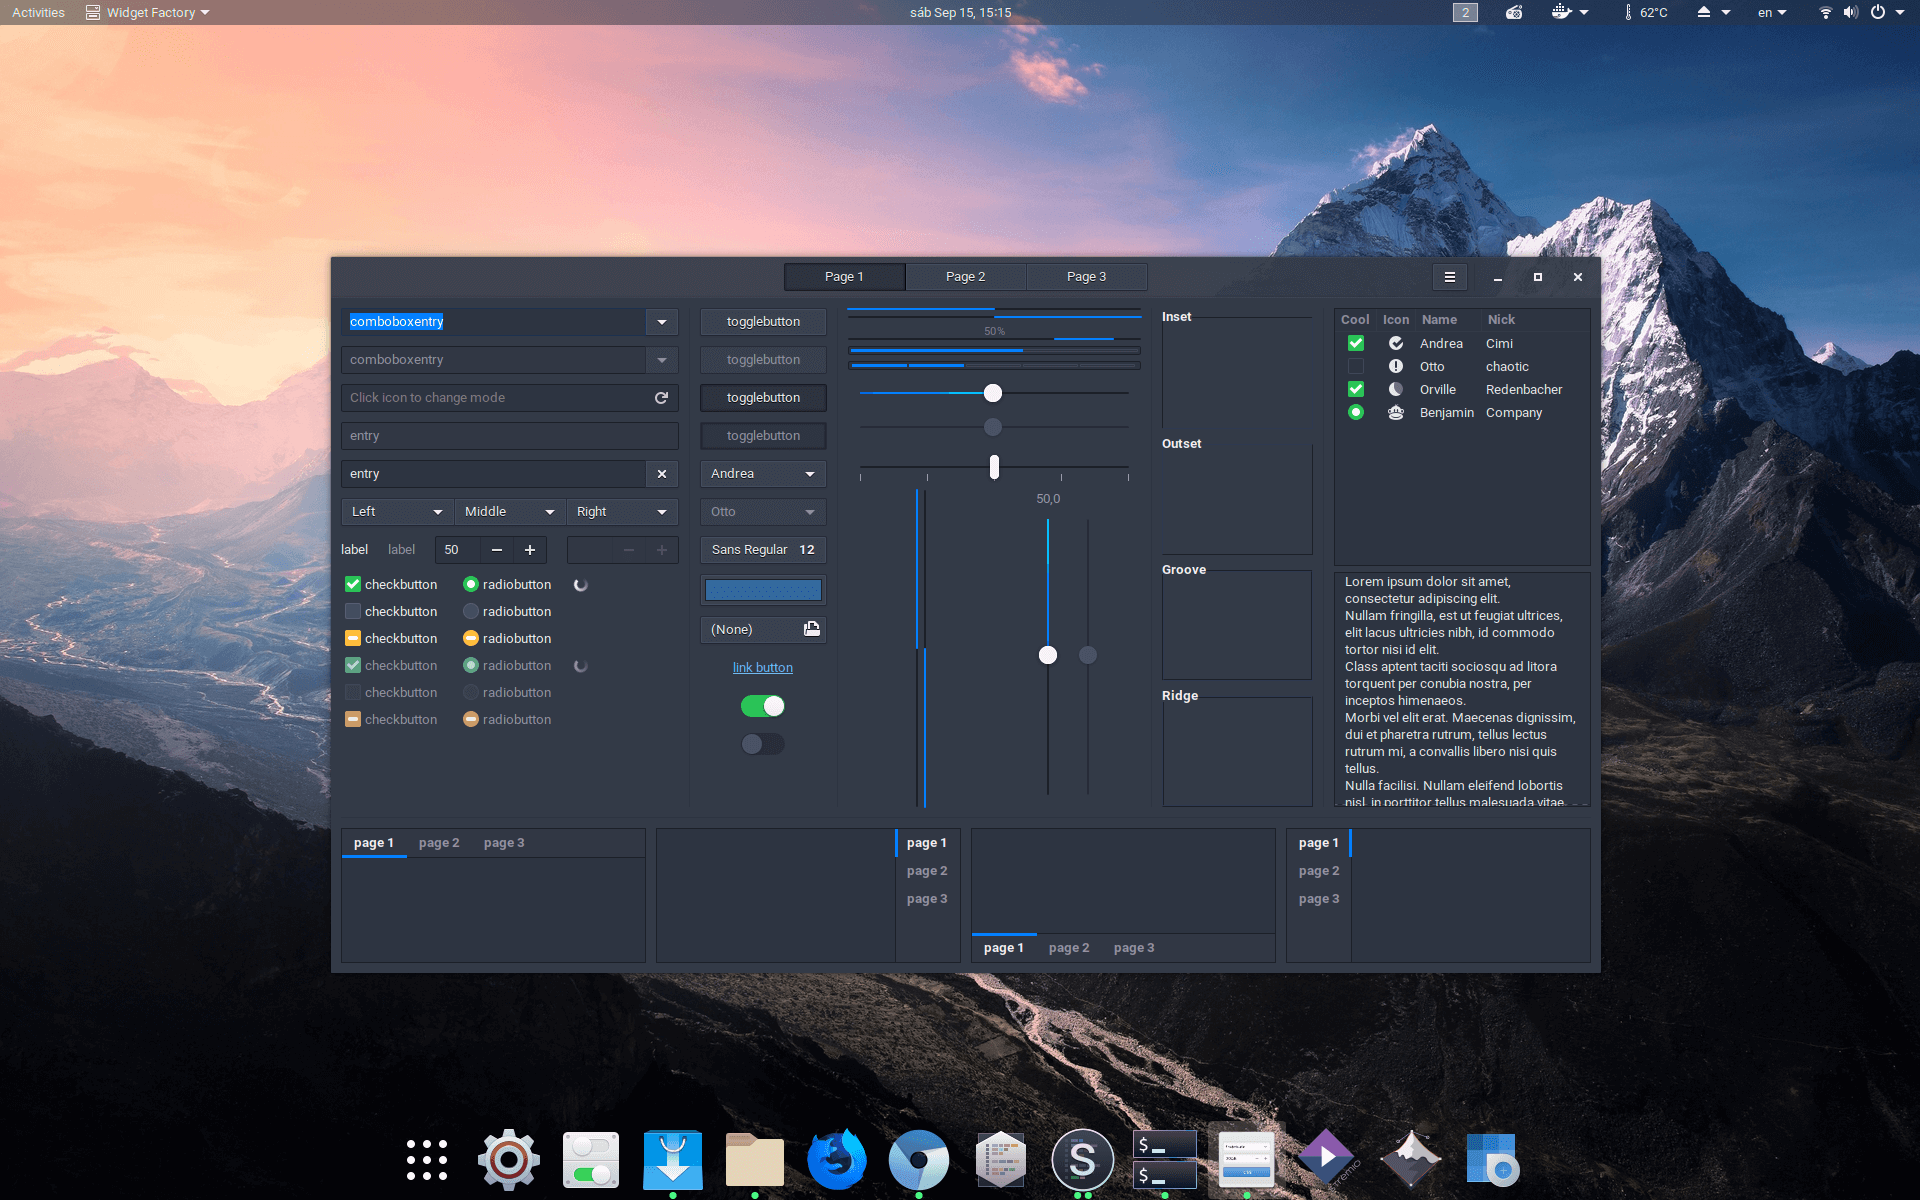 Activities Widget Factory sáb Sep 15, 15:15 2 62°C en
Page 1 Page 2 Page 3
comboboxentry
comboboxentry
Click icon to change mode
entry
entry
Left Middle Right
label label 50
checkbutton radiobutton
checkbutton radiobutton
checkbutton radiobutton
checkbutton radiobutton
checkbutton radiobutton
checkbutton radiobutton
togglebutton
togglebutton
togglebutton
togglebutton
Andrea
Otto
Sans Regular 12
(None)
link button
50 %
50,0
Inset
Outset
Groove
Ridge
Cool Icon Name Nick
Andrea Cimi
Otto chaotic
Orville Redenbacher
Benjamin Company
Lorem ipsum dolor sit amet,
consectetur adipiscing elit.
Nullam fringilla, est ut feugiat ultrices,
elit lacus ultricies nibh, id commodo
tortor nisi id elit.
Class aptent taciti sociosqu ad litora
torquent per conubia nostra, per
inceptos himenaeos.
Morbi vel elit erat. Maecenas dignissim,
dui et pharetra rutrum, tellus lectus
rutrum mi, a convallis libero nisi quis
tellus.
Nulla facilisi. Nullam eleifend lobortis
nisl, in porttitor tellus malesuada vitae.
page 1 page 2 page 3
page 1
page 2
page 3
page 1 page 2 page 3
page 1
page 2
page 3
S
$ _
$ _